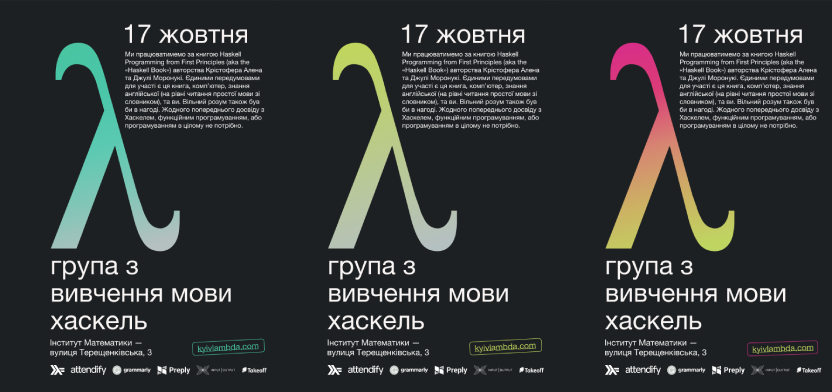 17 жовтня
Ми працюватимемо за книгою Haskell
Programming from First Principles (aka the
«Haskell Book») авторства Крістофера Алена
та Джулі Моронукі. Єдиними передумовами
для участі є ця книга, комп'ютер, знання
англійської (на рівні читання простої мови зі
словником), та ви. Вільний розум також був
би в нагоді. Жодного попереднього досвіду з
Хаскелем, функційним програмуванням, або
програмуванням в цілому не потрібно.
λ
група з
вивчення мови
хаскель
Інститут Математики —
вулиця Терещенківська, 3
kyivlambda.com
attendify
grammarly
Preply
INPUT | OUTPUT
Takeoff
17 жовтня
Ми працюватимемо за книгою Haskell
Programming from First Principles (aka the
«Haskell Book») авторства Крістофера Алена
та Джулі Моронукі. Єдиними передумовами
для участі є ця книга, комп'ютер, знання
англійської (на рівні читання простої мови зі
словником), та ви. Вільний розум також був
би в нагоді. Жодного попереднього досвіду з
Хаскелем, функційним програмуванням, або
програмуванням в цілому не потрібно.
λ
група з
вивчення мови
хаскель
Інститут Математики —
вулиця Терещенківська, 3
kyivlambda.com
attendify
grammarly
Preply
INPUT | OUTPUT
Takeoff
17 жовтня
Ми працюватимемо за книгою Haskell
Programming from First Principles (aka the
«Haskell Book») авторства Крістофера Алена
та Джулі Моронукі. Єдиними передумовами
для участі є ця книга, комп'ютер, знання
англійської (на рівні читання простої мови зі
словником), та ви. Вільний розум також був
би в нагоді. Жодного попереднього досвіду з
Хаскелем, функційним програмуванням, або
програмуванням в цілому не потрібно.
λ
група з
вивчення мови
хаскель
Інститут Математики —
вулиця Терещенківська, 3
kyivlambda.com
attendify
grammarly
Preply
INPUT | OUTPUT
Takeoff